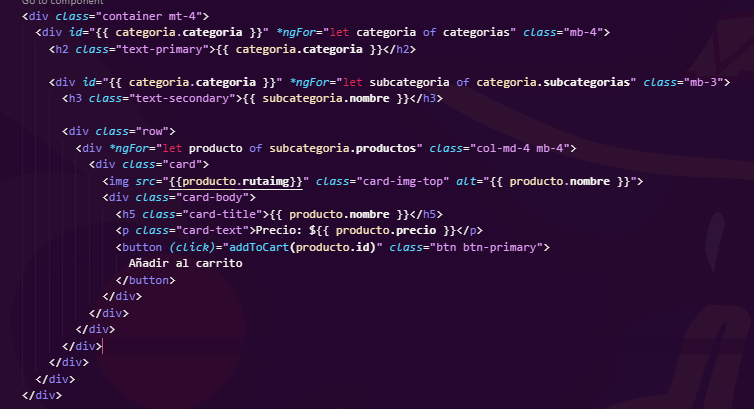 Go to component
<div class="container mt-4">
<div id="{{ categoria.categoria }}" *ngFor="let categoria of categorias" class="mb-4">
<h2 class="text-primary">{{ categoria.categoria }}</h2>
<div id="{{ categoria.categoria }}" *ngFor="let subcategoria of categoria.subcategorias" class="mb-3">
<h3 class="text-secondary">{{ subcategoria.nombre }}</h3>
<div class="row">
<div *ngFor="let producto of subcategoria.productos" class="col-md-4 mb-4">
<div class="card">
<img src="{{producto.rutaimg}}" class="card-img-top" alt="{{ producto.nombre }}">
<div class="card-body">
<h5 class="card-title">{{ producto.nombre }}</h5>
<p class="card-text">Precio: ${{ producto.precio }}</p>
<button (click)="addToCart(producto.id)" class="btn btn-primary">
Añadir al carrito
</button>
</div>
</div>
</div>
</div>
</div>
</div>
</div>